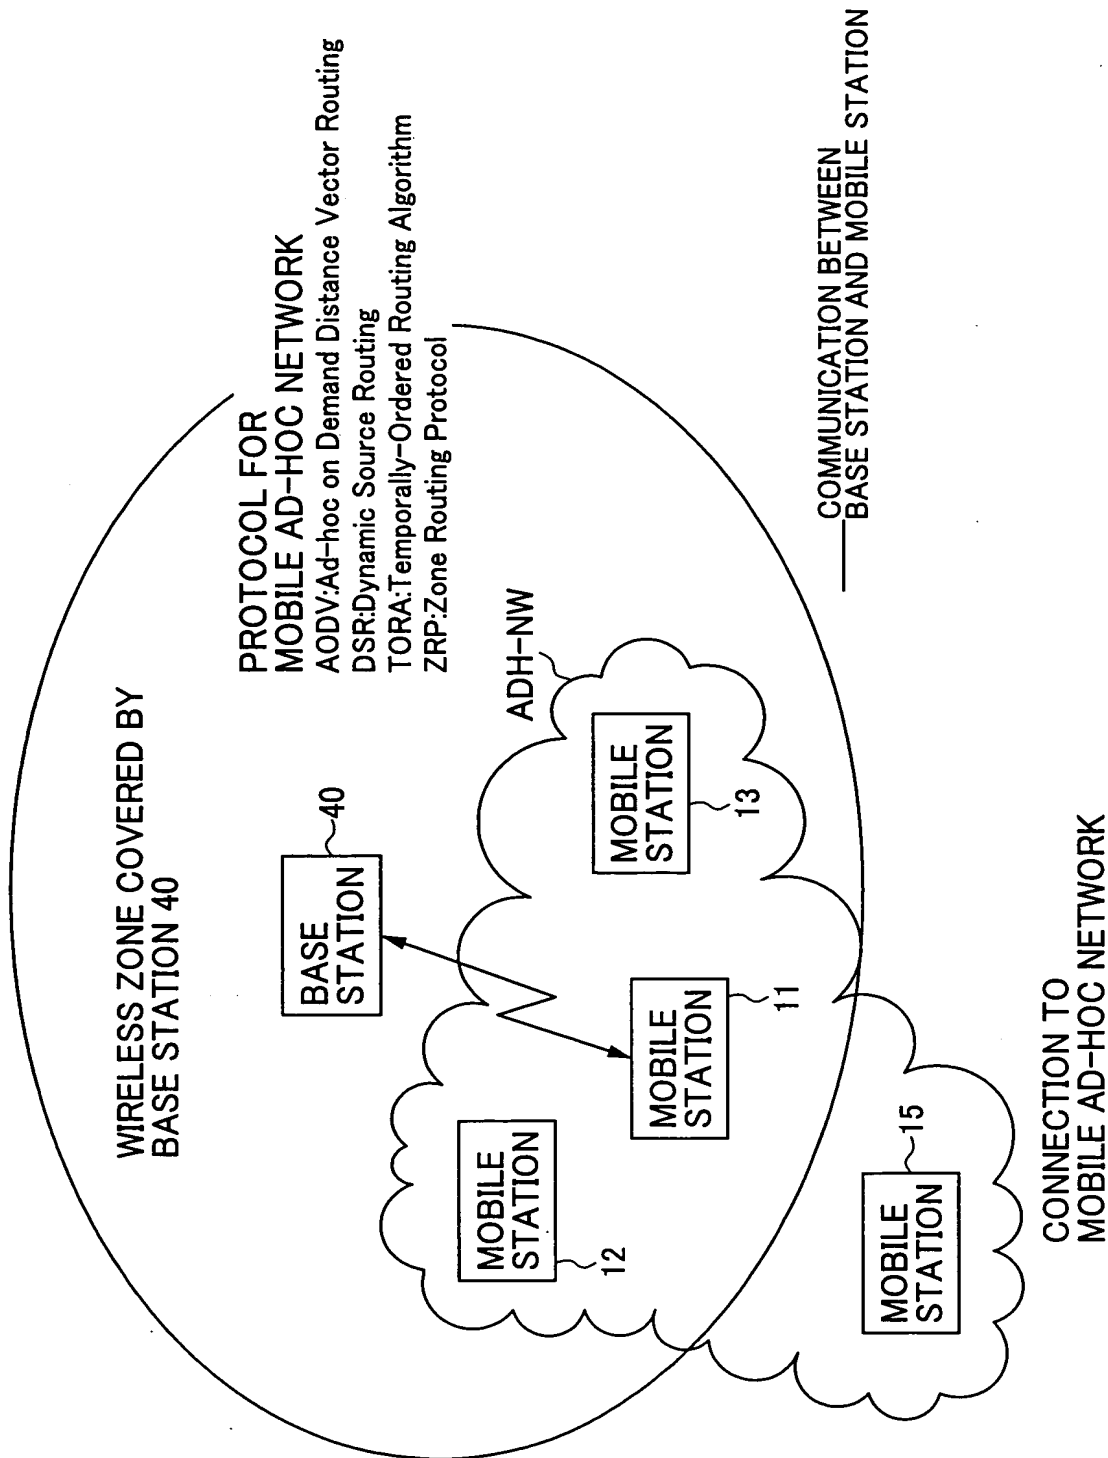 WIRELESS ZONE COVERED BY
BASE STATION 40
PROTOCOL FOR
MOBILE AD-HOC NETWORK
AODV:Ad-hoc on Demand Distance Vector Routing
DSR:Dynamic Source Routing
TORA:Temporally-Ordered Routing Algorithm
ZRP:Zone Routing Protocol
BASE
STATION
40
ADH-NW
MOBILE
STATION
12
MOBILE
STATION
11
MOBILE
STATION
13
MOBILE
STATION
15
COMMUNICATION BETWEEN
BASE STATION AND MOBILE STATION
CONNECTION TO
MOBILE AD-HOC NETWORK